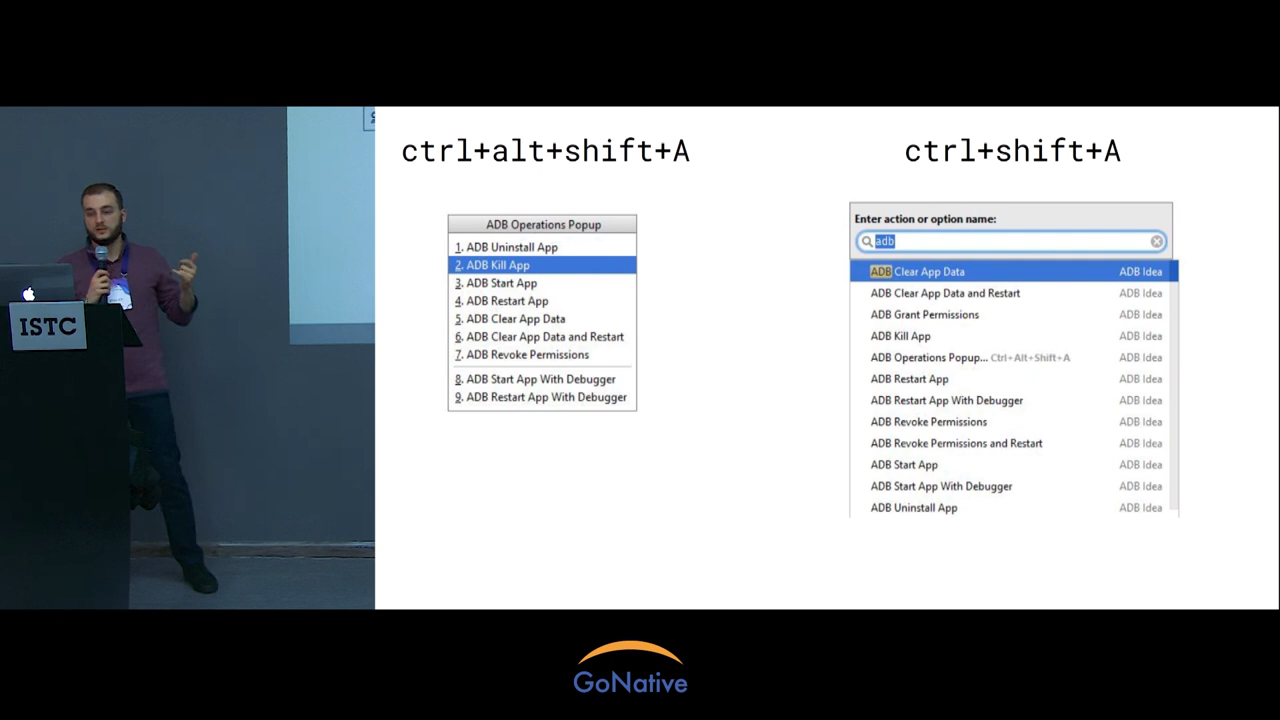 ctrl+alt+shift+A
ADB Operations Popup
1. ADB Uninstall App
2. ADB Kill App
3. ADB Start App
4. ADB Restart App
5. ADB Clear App Data
6. ADB Clear App Data and Restart
7. ADB Revoke Permissions
8. ADB Start App With Debugger
9. ADB Restart App With Debugger
ctrl+shift+A
Enter action or option name:
adb
ADB Clear App Data ADB Idea
ADB Clear App Data and Restart ADB Idea
ADB Grant Permissions ADB Idea
ADB Kill App ADB Idea
ADB Operations Popup... Ctrl+Alt+Shift+A ADB Idea
ADB Restart App ADB Idea
ADB Restart App With Debugger ADB Idea
ADB Revoke Permissions ADB Idea
ADB Revoke Permissions and Restart ADB Idea
ADB Start App ADB Idea
ADB Start App With Debugger ADB Idea
ADB Uninstall App ADB Idea
ISTC
GoNative